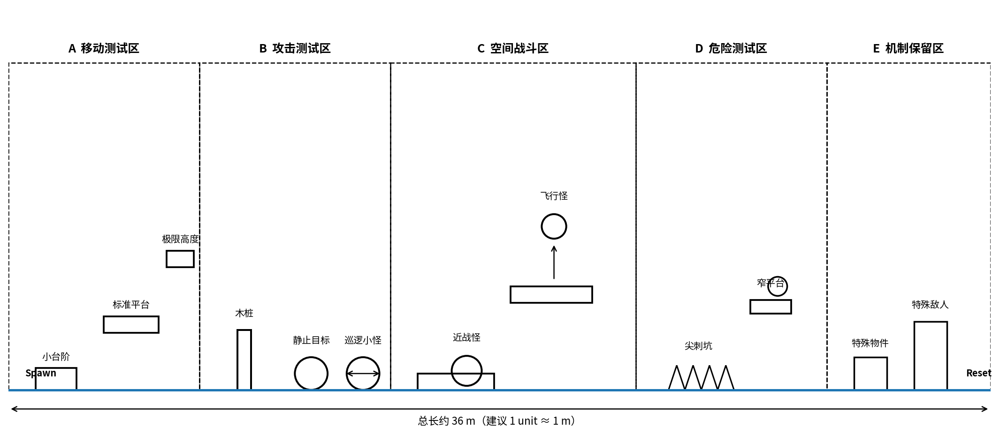 A 移动测试区
B 攻击测试区
C 空间战斗区
D 危险测试区
E 机制保留区
飞行怪
极限高度
窄平台
标准平台
木桩
特殊敌人
静止目标
巡逻小怪
近战怪
尖刺坑
特殊物件
小台阶
Spawn
Reset
总长约 36 m（建议 1 unit ≈ 1 m）